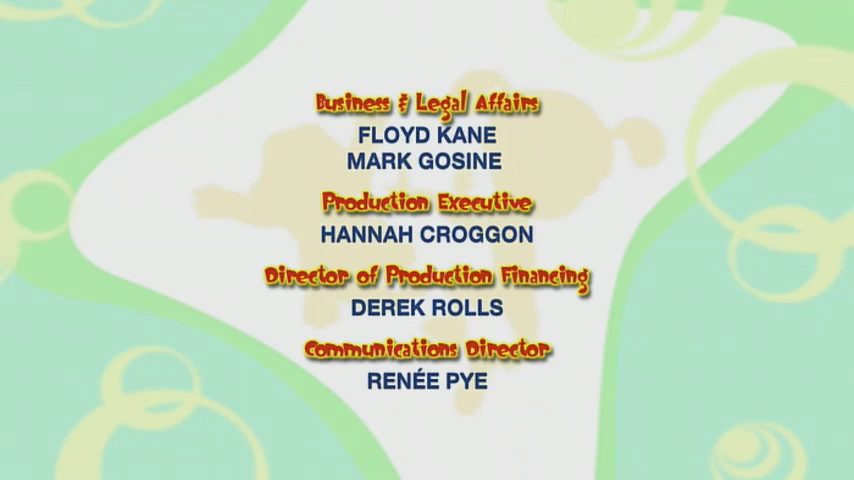 Business & Legal Affairs
FLOYD KANE
MARK GOSINE
Production Executive
HANNAH CROGGON
Director of Production Financing
DEREK ROLLS
Communications Director
RENÉE PYE